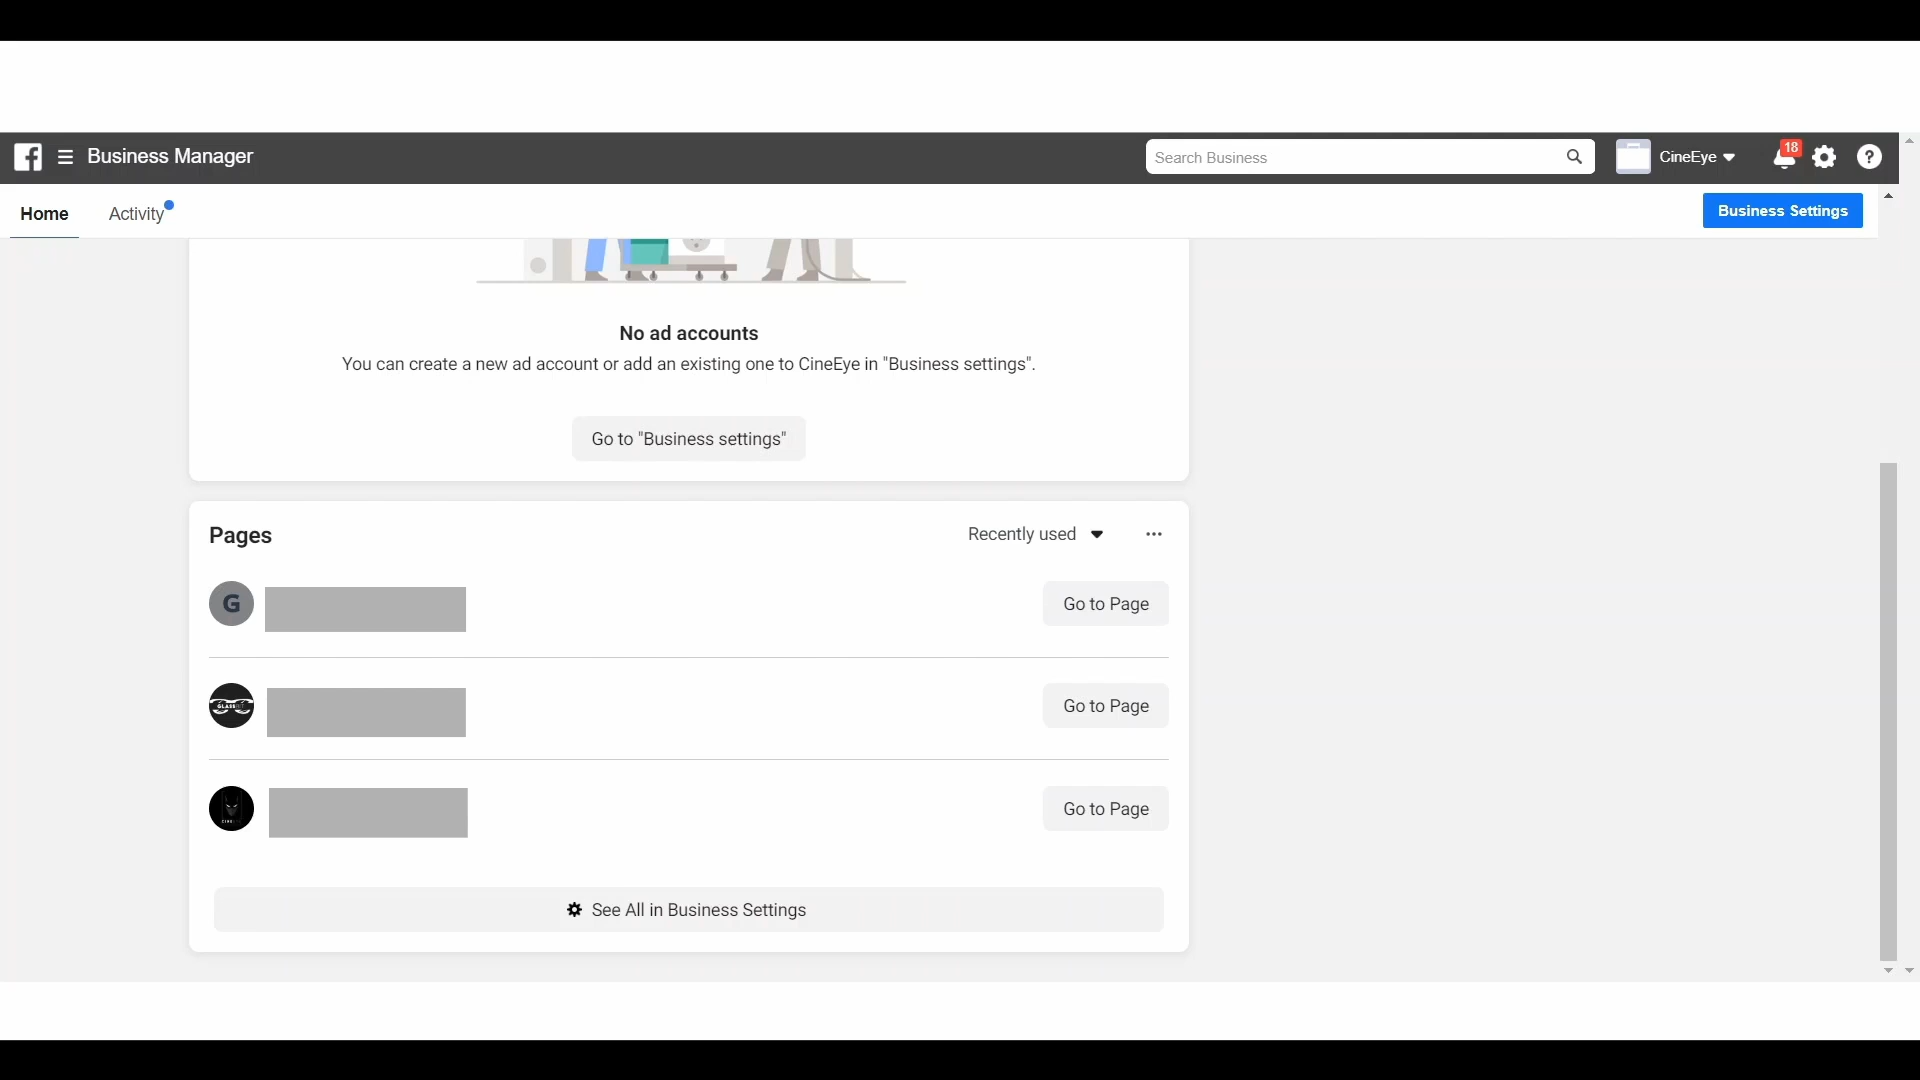 Business Manager
Search Business
CineEye
18
?
Home
Activity
Business Settings
No ad accounts
You can create a new ad account or add an existing one to CineEye in "Business settings".
Go to "Business settings"
Pages
Recently used
G
Go to Page
Go to Page
Go to Page
See All in Business Settings